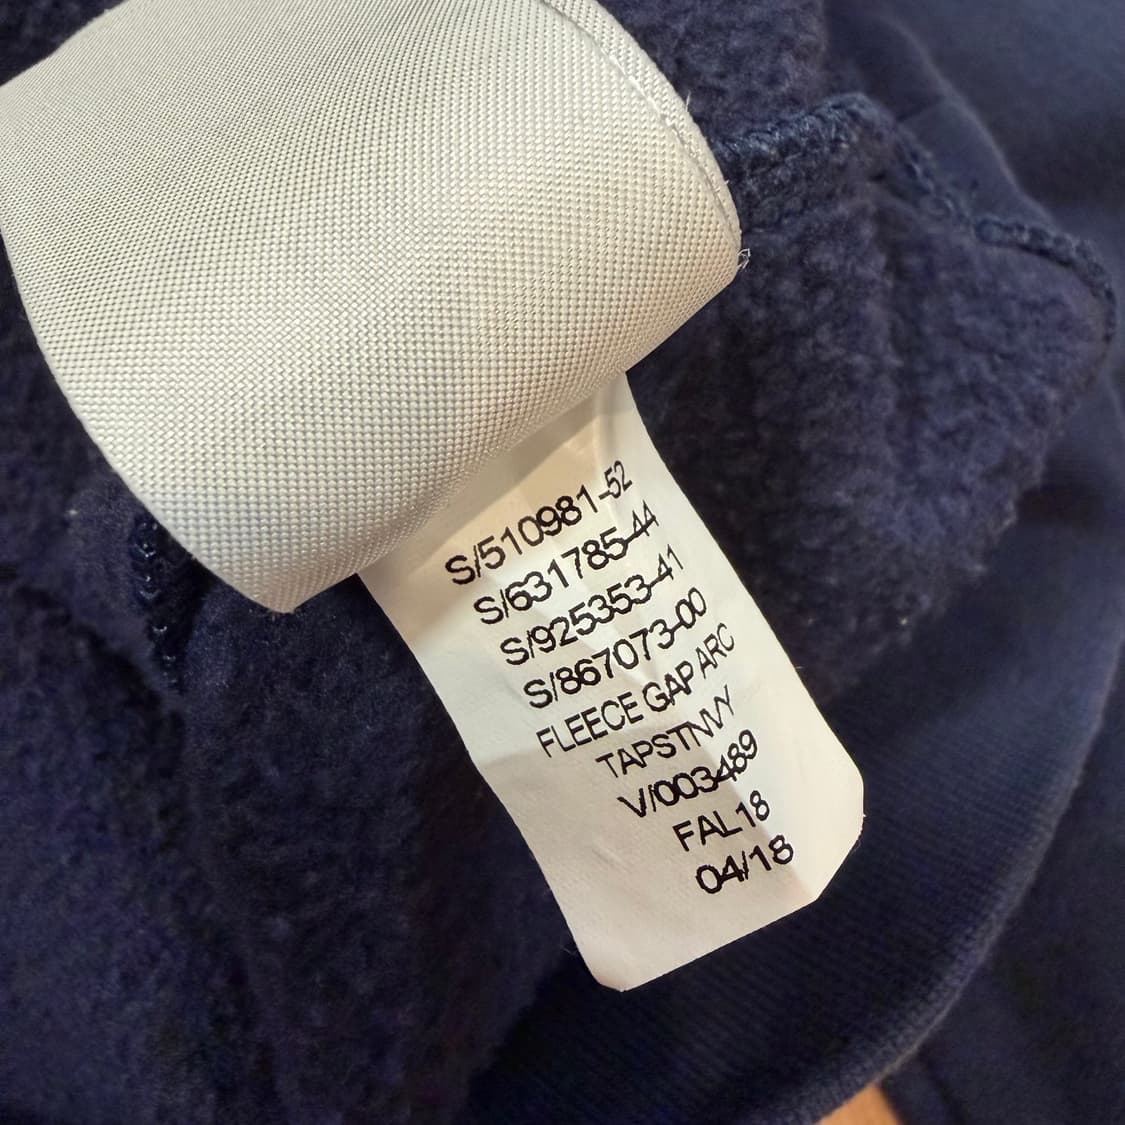 S/510981-52
S/631785-44
S/925353-41
S/867073-00
FLEECE GAP ARC
TAPSTNVY
V/003489
FAL18
04/18